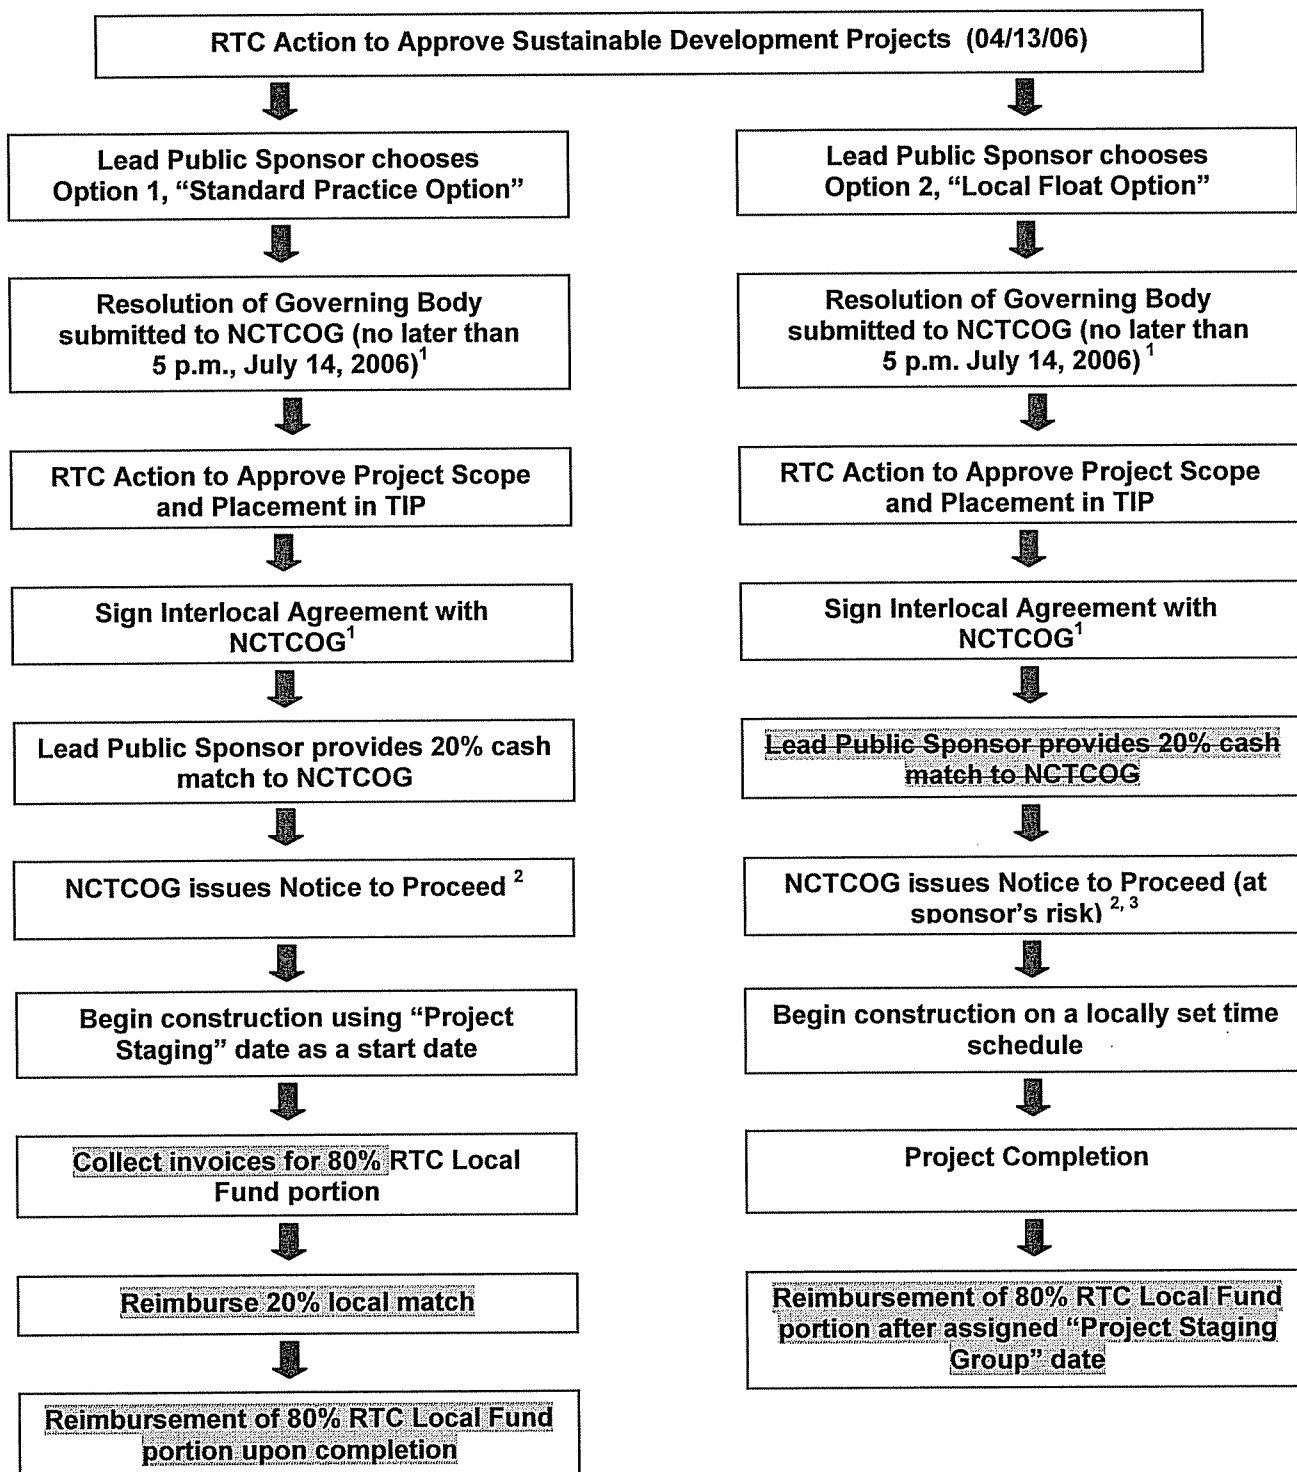 RTC Action to Approve Sustainable Development Projects (04/13/06)
Lead Public Sponsor chooses
Option 1, “Standard Practice Option”
Resolution of Governing Body
submitted to NCTCOG (no later than
5 p.m., July 14, 2006)¹
RTC Action to Approve Project Scope
and Placement in TIP
Sign Interlocal Agreement with
NCTCOG¹
Lead Public Sponsor provides 20% cash
match to NCTCOG
NCTCOG issues Notice to Proceed ²
Begin construction using “Project
Staging” date as a start date
Collect invoices for 80% RTC Local
Fund portion
Reimburse 20% local match
Reimbursement of 80% RTC Local Fund
portion upon completion
Lead Public Sponsor chooses
Option 2, “Local Float Option”
Resolution of Governing Body
submitted to NCTCOG (no later than
5 p.m. July 14, 2006) ¹
RTC Action to Approve Project Scope
and Placement in TIP
Sign Interlocal Agreement with
NCTCOG¹
Lead Public Sponsor provides 20% cash
match to NCTCOG
NCTCOG issues Notice to Proceed (at
sponsor’s risk) ², ³
Begin construction on a locally set time
schedule
Project Completion
Reimbursement of 80% RTC Local Fund
portion after assigned “Project Staging
Group” date